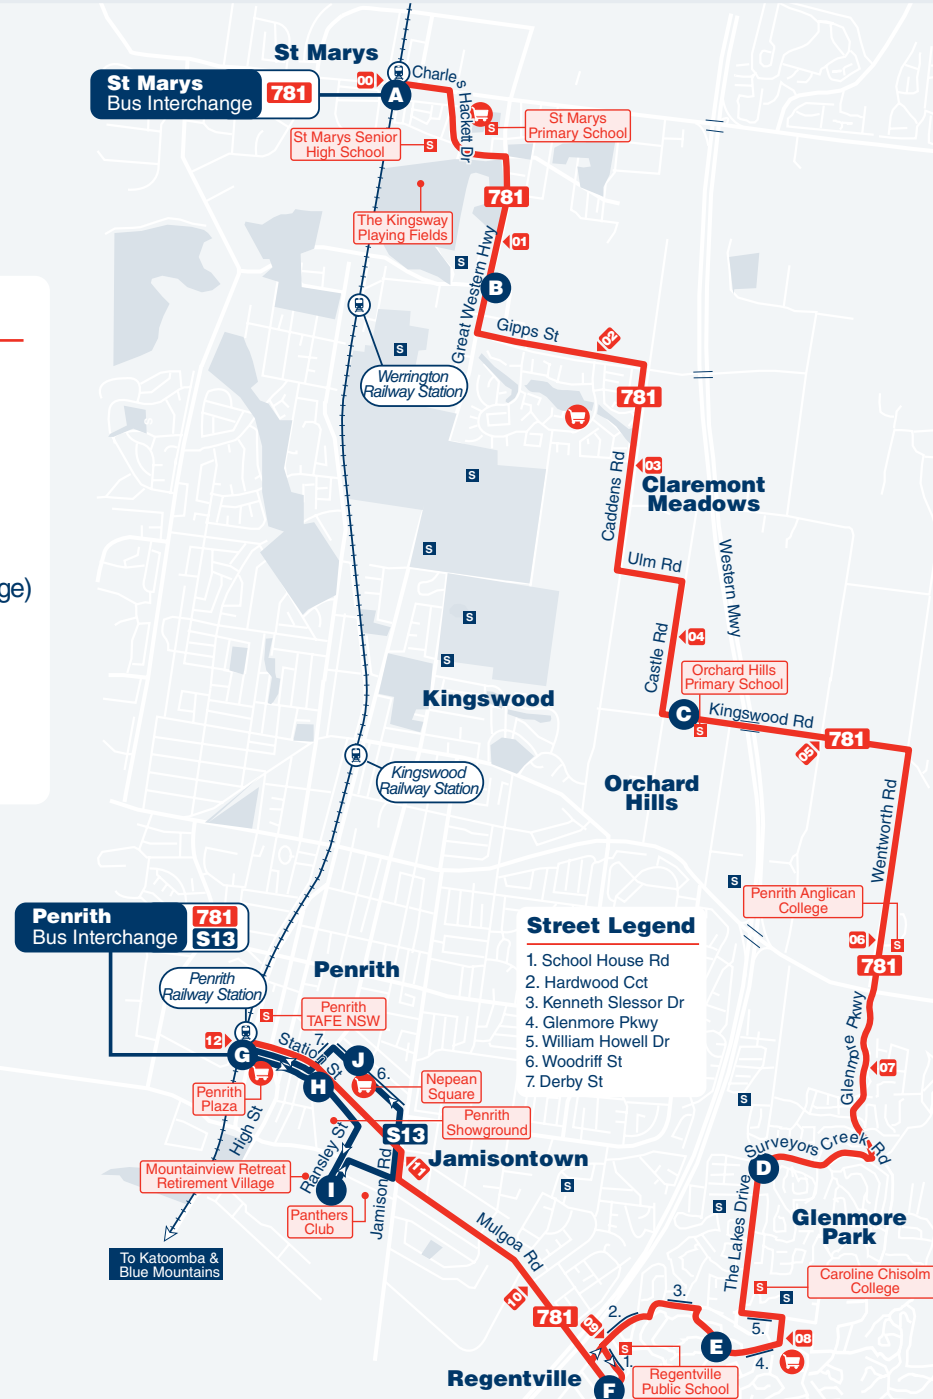 St Marys
St Marys
Bus Interchange
781
00
A
Charles Hackett Dr
S
St Marys
Primary School
St Marys Senior
High School
S
781
The Kingsway
Playing Fields
01
S
Great Western Hwy
B
Gipps St
02
S
Werrington
Railway Station
781
03
Caddens Rd
Claremont
Meadows
S
S
ge)
Ulm Rd
Western Mwy
S
04
Castle Rd
S
Orchard Hills
Primary School
Kingswood
C
Kingswood Rd
S
781
05
Kingswood
Railway Station
Orchard
Hills
Wentworth Rd
S
Penrith Anglican
College
Penrith
Bus Interchange
781
S13
Street Legend
1. School House Rd
2. Hardwood Cct
3. Kenneth Slessor Dr
4. Glenmore Pkwy
5. William Howell Dr
6. Woodriff St
7. Derby St
06
S
781
Penrith
Penrith
Railway Station
S
Penrith
TAFE NSW
12
G
Station St
7.
J
6.
H
Nepean
Square
Penrith
Plaza
Penrith
Showground
High St
S13
Glenmore Pkwy
07
S
Surveyors Creek Rd
D
Jamisontown
11
Mountainview Retreat
Retirement Village
Ransley St
I
Jamison Rd
Panthers
Club
S
S
The Lakes Drive
Glenmore
Park
Mulgoa Rd
To Katoomba &
Blue Mountains
S
S
Caroline Chisolm
College
10
781
09
2.
3.
5.
08
E
4.
1.
S
Regentville
Public School
Regentville
F